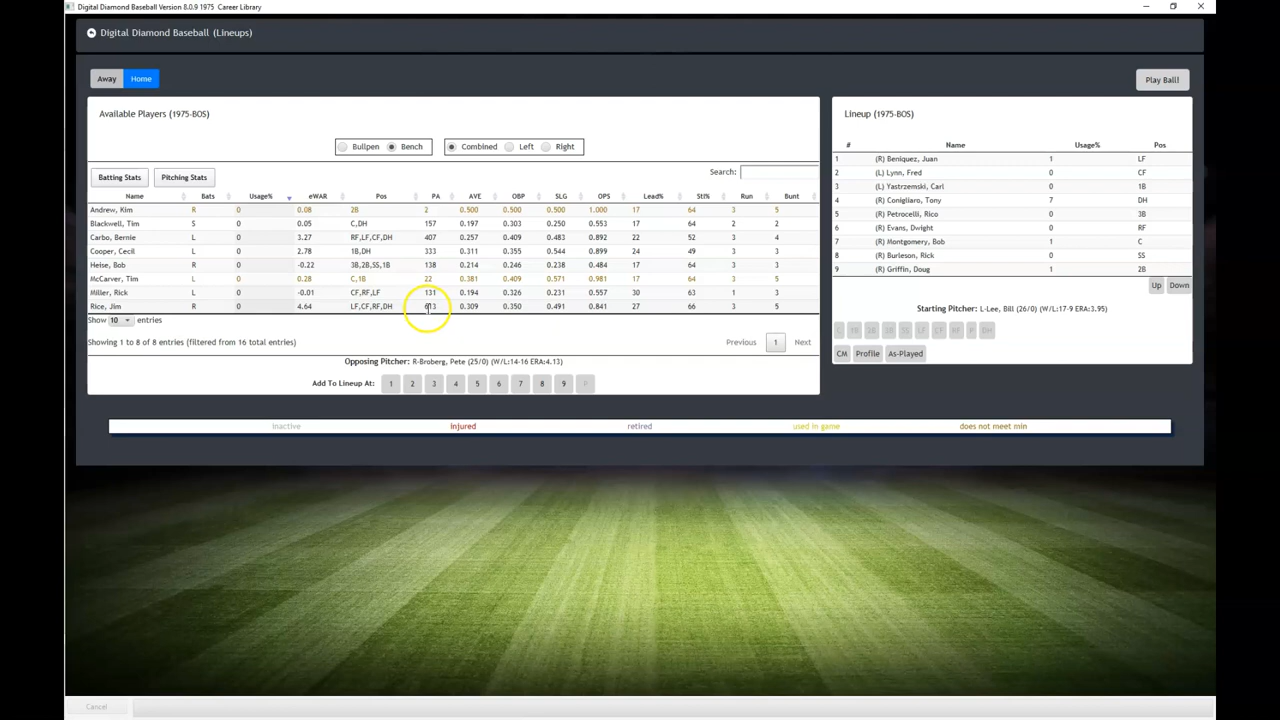 Digital Diamond Baseball Version 8.0.9 1975 Career Library
Digital Diamond Baseball (Lineups)
Away Home Play Ball!
Available Players (1975-BOS)
Bullpen Bench Combined Left Right
Batting Stats Pitching Stats Search:
Name Bats Usage% eWAR Pos PA AVE OBP SLG OPS Lead% Stl% Run Bunt
Andrew, Kim R 0 0.08 2B 2 0.500 0.500 0.500 1.000 17 64 3 5
Blackwell, Tim S 0 0.05 C,DH 157 0.197 0.303 0.250 0.553 17 64 2 2
Carbo, Bernie L 0 3.27 RF,LF,CF,DH 407 0.257 0.409 0.483 0.892 22 52 3 4
Cooper, Cecil L 0 2.78 1B,DH 333 0.311 0.355 0.544 0.899 24 49 3 3
Heise, Bob R 0 -0.22 3B,2B,SS,1B 138 0.214 0.246 0.238 0.484 17 64 3 3
McCarver, Tim L 0 0.28 C,1B 22 0.381 0.409 0.571 0.981 17 64 3 5
Miller, Rick L 0 -0.01 CF,RF,LF 131 0.194 0.326 0.231 0.557 30 63 1 3
Rice, Jim R 0 4.64 LF,CF,RF,DH 613 0.309 0.350 0.491 0.841 27 66 3 5
Show 10 entries
Showing 1 to 8 of 8 entries (filtered from 16 total entries) Previous 1 Next
Opposing Pitcher: R-Broberg, Pete (25/0) (W/L:14-16 ERA:4.13)
Add To Lineup At: 1 2 3 4 5 6 7 8 9 P
Lineup (1975-BOS)
# Name Usage% Pos
1 (R) Beniquez, Juan 1 LF
2 (L) Lynn, Fred 0 CF
3 (L) Yastrzemski, Carl 0 1B
4 (R) Conigliaro, Tony 7 DH
5 (R) Petrocelli, Rico 0 3B
6 (R) Evans, Dwight 0 RF
7 (R) Montgomery, Bob 1 C
8 (R) Burleson, Rick 0 SS
9 (R) Griffin, Doug 1 2B
Up Down
Starting Pitcher: L-Lee, Bill (26/0) (W/L:17-9 ERA:3.95)
C 1B 2B 3B SS LF CF RF P DH
CM Profile As-Played
inactive injured retired used in game does not meet min
Cancel